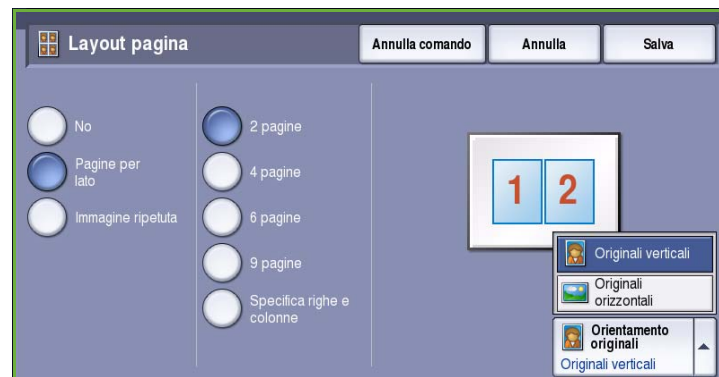 Layout pagina
Annulla comando
Annulla
Salva
No
Pagine per
lato
Immagine ripetuta
2 pagine
4 pagine
6 pagine
9 pagine
Specifica righe e
colonne
1 2
Originali verticali
Originali
orizzontali
Orientamento
originali
Originali verticali